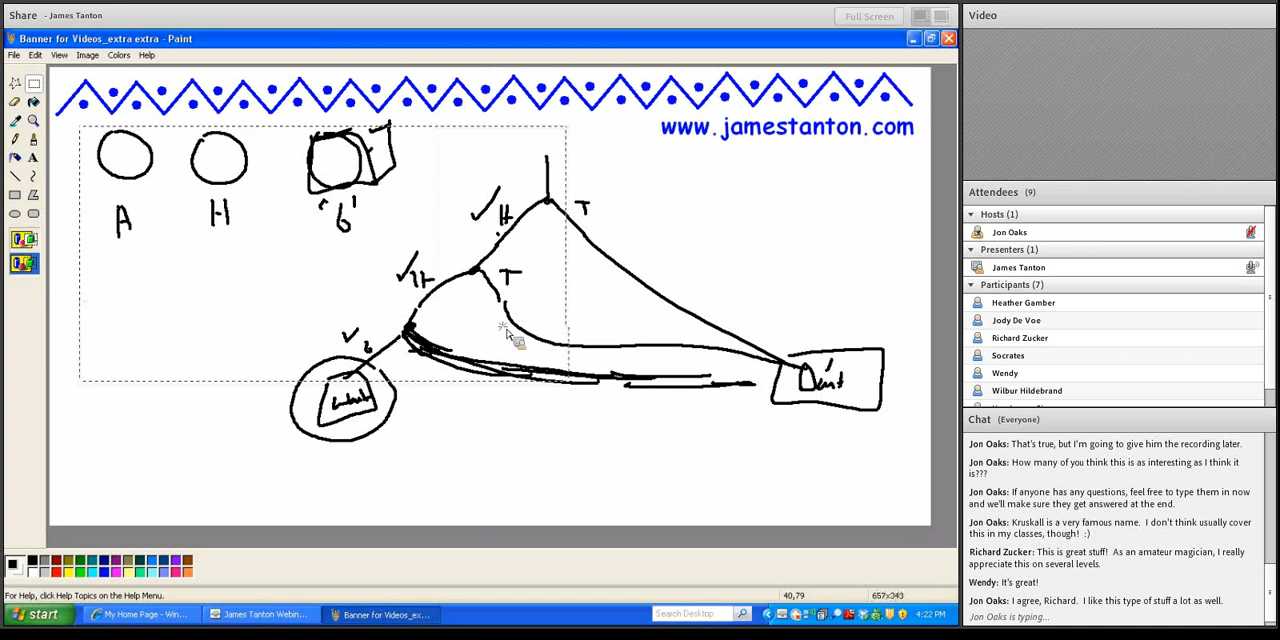 Share - James Tanton
Full Screen
Video
Banner for Videos_extra extra - Paint
File Edit View Image Colors Help
www.jamestanton.com
A H "6"
H T
H T
6
Attendees (9)
Hosts (1)
Jon Oaks
Presenters (1)
James Tanton
Participants (7)
Heather Gamber
Jody De Voe
Richard Zucker
Socrates
Wendy
Wilbur Hildebrand
Chat (Everyone)
Jon Oaks: That's true, but I'm going to give him the recording later.
Jon Oaks: How many of you think this is as interesting as I think it
is???
Jon Oaks: If anyone has any questions, feel free to type them in now
and we'll make sure they get answered at the end.
Jon Oaks: Kruskall is a very famous name. I don't think usually cover
this in my classes, though! :)
Richard Zucker: This is great stuff! As an amateur magician, I really
appreciate this on several levels.
Wendy: It's great!
Jon Oaks: I agree, Richard. I like this type of stuff a lot as well.
Jon Oaks is typing...
For Help, click Help Topics on the Help Menu.
40,79
657x343
start
My Home Page - Win...
James Tanton Webin...
Banner for Videos_ex...
Search Desktop
4:22 PM